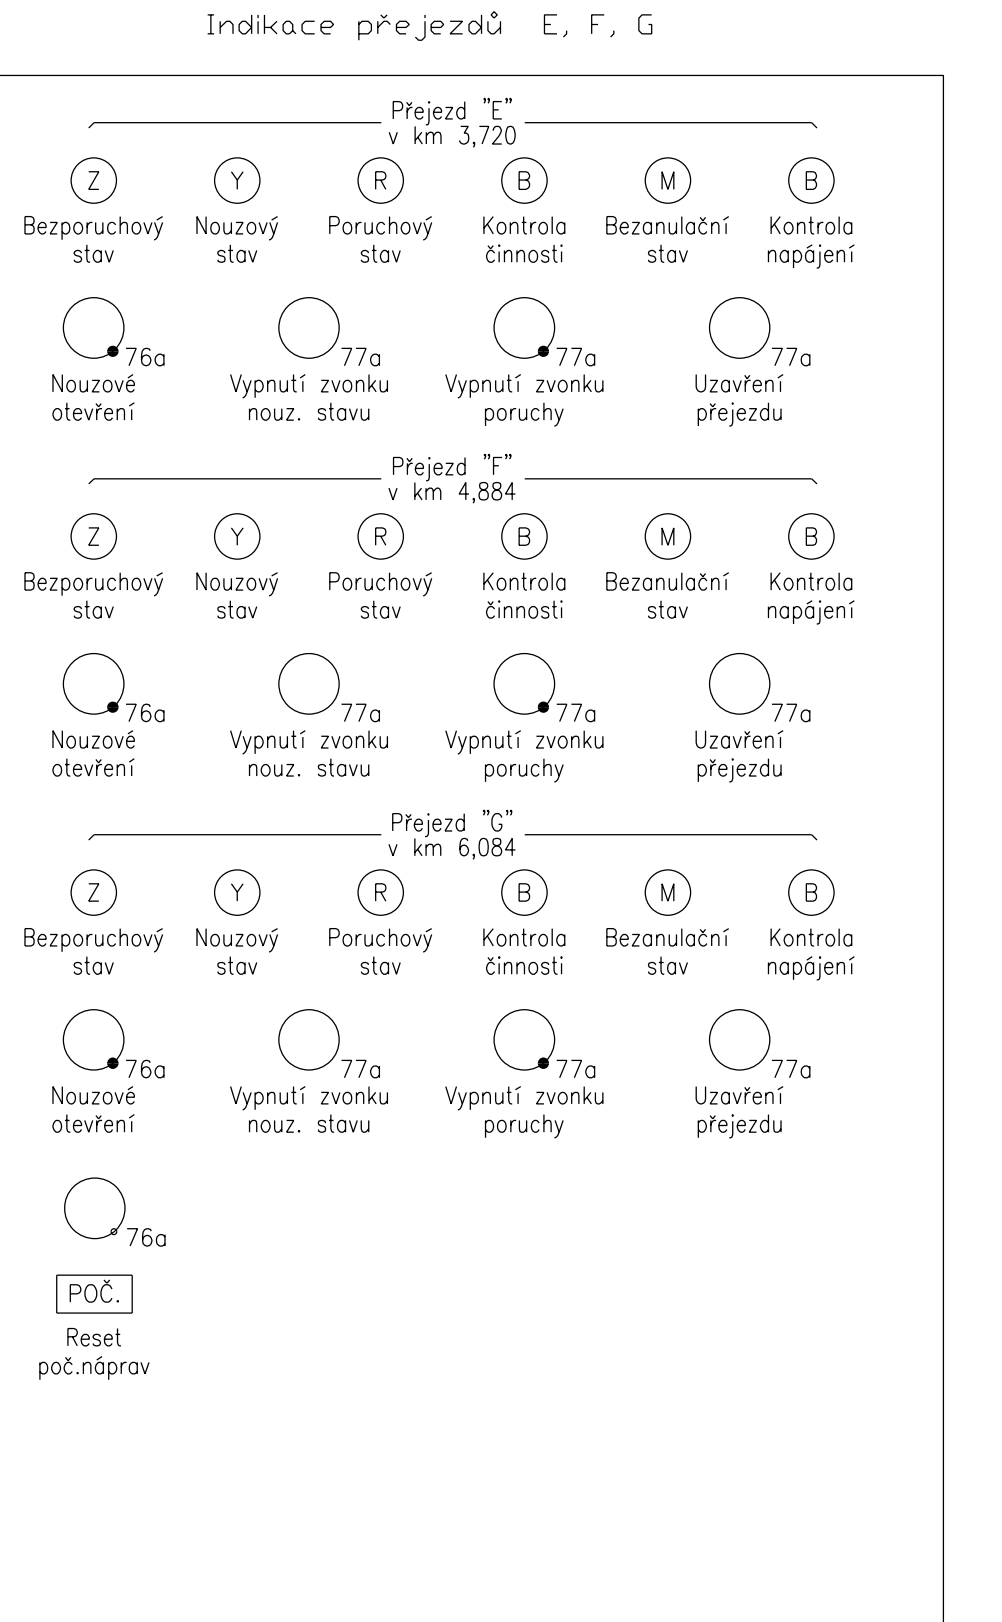 Indikace přejezdů E, F, G
Přejezd "E"
v km 3,720
Z Y R B M B
Bezporuchový Nouzový Poruchový Kontrola Bezanulační Kontrola
stav stav stav činnosti stav napájení
76a 77a 77a 77a
Nouzové Vypnutí zvonku Vypnutí zvonku Uzavření
otevření nouz. stavu poruchy přejezdu
Přejezd "F"
v km 4,884
Z Y R B M B
Bezporuchový Nouzový Poruchový Kontrola Bezanulační Kontrola
stav stav stav činnosti stav napájení
76a 77a 77a 77a
Nouzové Vypnutí zvonku Vypnutí zvonku Uzavření
otevření nouz. stavu poruchy přejezdu
Přejezd "G"
v km 6,084
Z Y R B M B
Bezporuchový Nouzový Poruchový Kontrola Bezanulační Kontrola
stav stav stav činnosti stav napájení
76a 77a 77a 77a
Nouzové Vypnutí zvonku Vypnutí zvonku Uzavření
otevření nouz. stavu poruchy přejezdu
76a
POČ.
Reset
poč.náprav